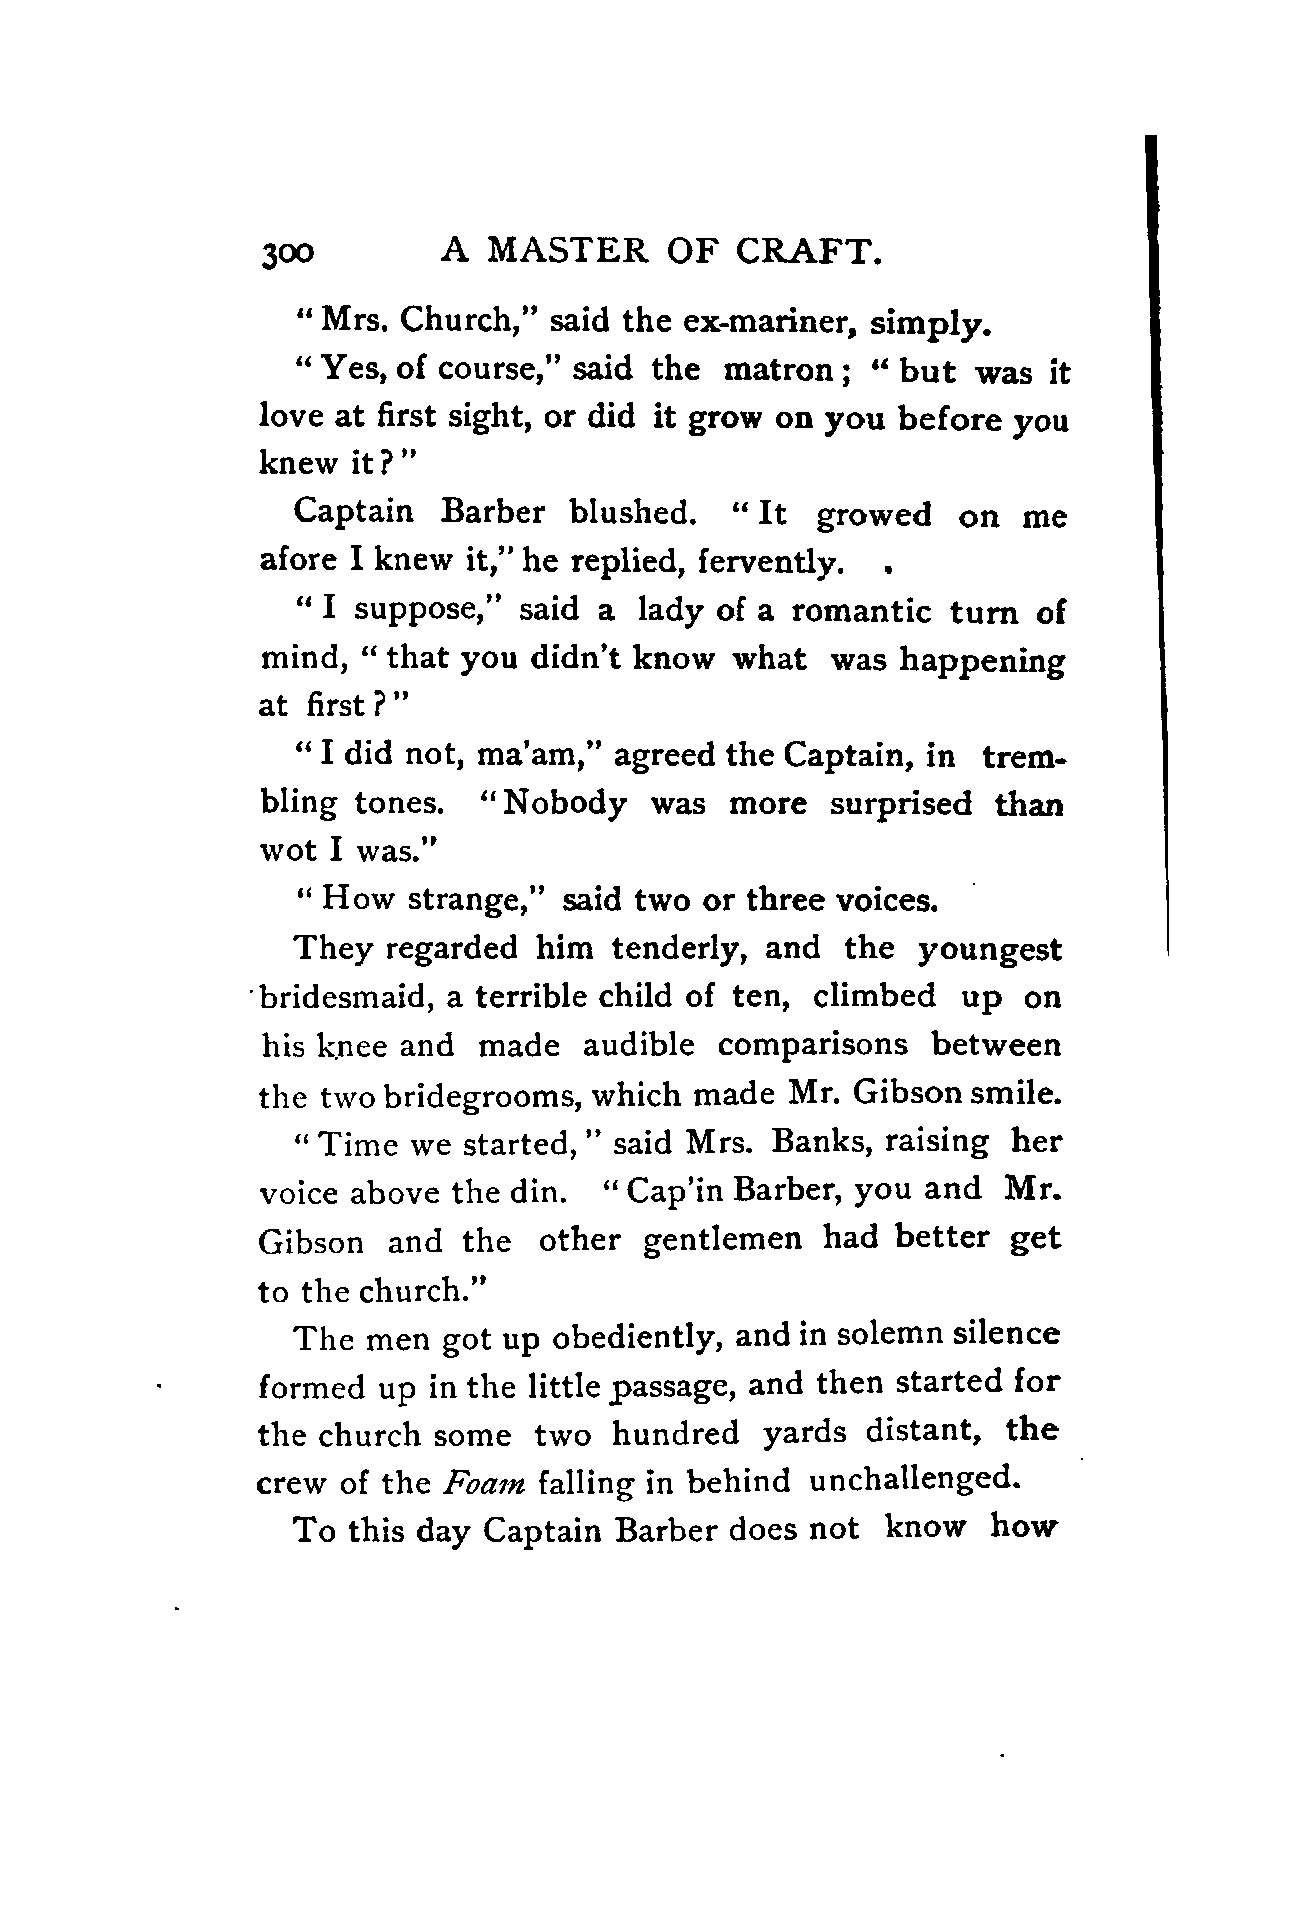 300 A MASTER OF CRAFT.
“ Mrs. Church,” said the ex-mariner, simply.
“ Yes, of course,” said the matron ; “ but was it
love at first sight, or did it grow on you before you
knew it ? ”
Captain Barber blushed. “ It growed on me
afore I knew it,” he replied, fervently.
“ I suppose,” said a lady of a romantic turn of
mind, “ that you didn’t know what was happening
at first ? ”
“ I did not, ma’am,” agreed the Captain, in trem-
bling tones. “Nobody was more surprised than
wot I was.”
“ How strange,” said two or three voices.
They regarded him tenderly, and the youngest
bridesmaid, a terrible child of ten, climbed up on
his knee and made audible comparisons between
the two bridegrooms, which made Mr. Gibson smile.
“ Time we started, ” said Mrs. Banks, raising her
voice above the din. “ Cap’in Barber, you and Mr.
Gibson and the other gentlemen had better get
to the church.”
The men got up obediently, and in solemn silence
formed up in the little passage, and then started for
the church some two hundred yards distant, the
crew of the Foam falling in behind unchallenged.
To this day Captain Barber does not know how